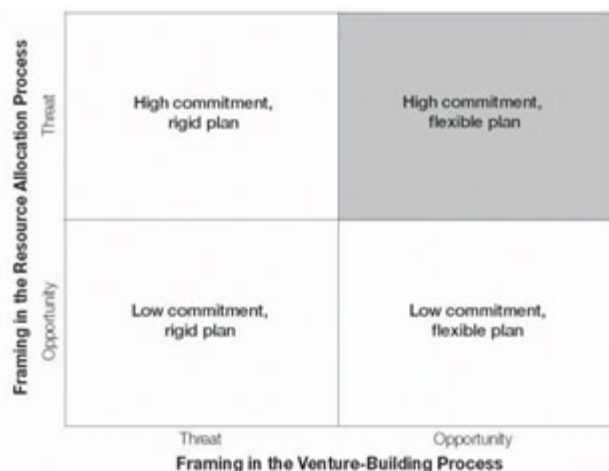 Framing in the Resource Allocation Process
Threat
Opportunity
High commitment,
rigid plan
High commitment,
flexible plan
Low commitment,
rigid plan
Low commitment,
flexible plan
Threat
Opportunity
Framing in the Venture-Building Process